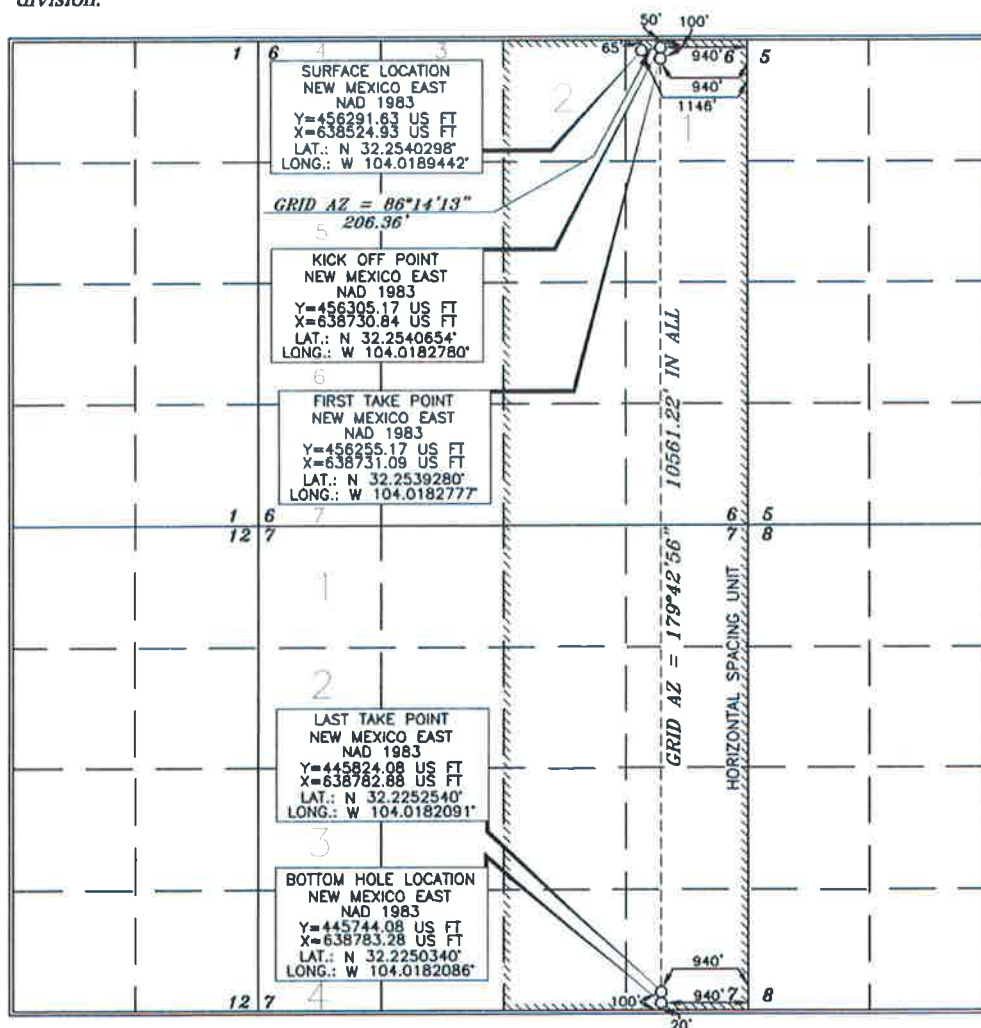 division.
50' 100'
1 6 4 3 65' 940' 6 5
SURFACE LOCATION
NEW MEXICO EAST
NAD 1983
Y=456291.63 US FT
X=638524.93 US FT
LAT.: N 32.2540298°
LONG.: W 104.0189442°
2
940'
1146'
1
GRID AZ = 86°14'13"
206.36'
5
KICK OFF POINT
NEW MEXICO EAST
NAD 1983
Y=456305.17 US FT
X=638730.84 US FT
LAT.: N 32.2540654°
LONG.: W 104.0182780°
6
FIRST TAKE POINT
NEW MEXICO EAST
NAD 1983
Y=456255.17 US FT
X=638731.09 US FT
LAT.: N 32.2539280°
LONG.: W 104.0182777°
GRID AZ = 179°42'56" 10561.22' IN ALL
1 6 7 6 5
12 7 7 8
HORIZONTAL SPACING UNIT
1
2
LAST TAKE POINT
NEW MEXICO EAST
NAD 1983
Y=445824.08 US FT
X=638782.88 US FT
LAT.: N 32.2252540°
LONG.: W 104.0182091°
3
BOTTOM HOLE LOCATION
NEW MEXICO EAST
NAD 1983
Y=445744.08 US FT
X=638783.28 US FT
LAT.: N 32.2250340°
LONG.: W 104.0182086°
940'
12 7 4 100' 940' 7 8
20'